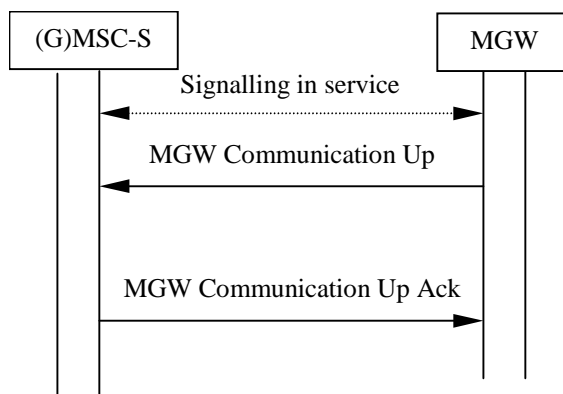 (G)MSC-S
MGW
Signalling in service
MGW Communication Up
MGW Communication Up Ack